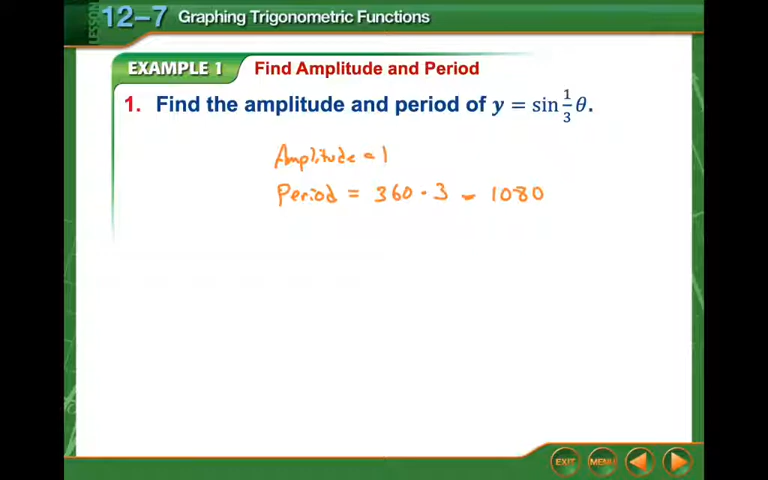 LESSON
12–7 Graphing Trigonometric Functions
EXAMPLE 1 Find Amplitude and Period
1. Find the amplitude and period of y = sin 1/3 θ.
Amplitude = 1
Period = 360 · 3 = 1080
EXIT MENU